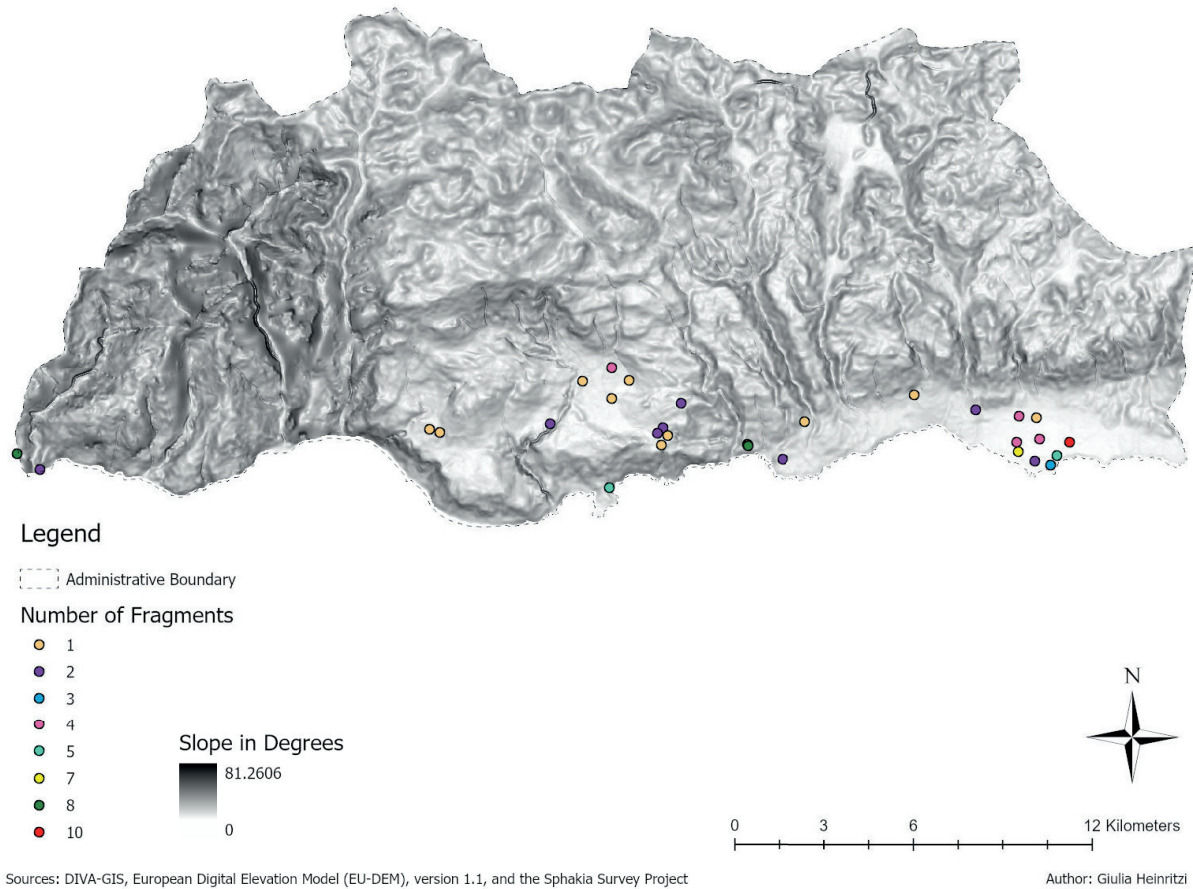 Legend
Administrative Boundary
Number of Fragments
1
2
3
4
5
7
8
10
Slope in Degrees
81.2606
0
N
0 3 6 12 Kilometers
Sources: DIVA-GIS, European Digital Elevation Model (EU-DEM), version 1.1, and the Sphakia Survey Project
Author: Giulia Heinritzi